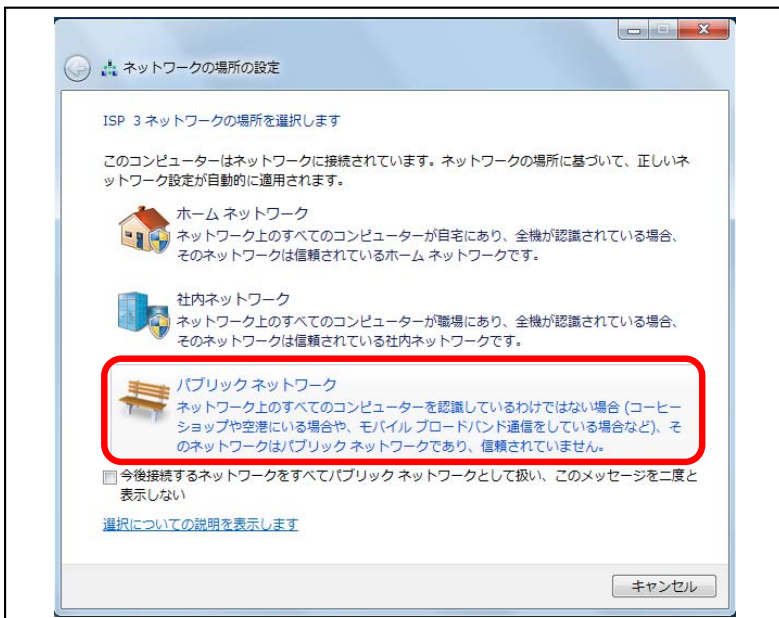 ネットワークの場所の設定
ISP 3 ネットワークの場所を選択します
このコンピューターはネットワークに接続されています。ネットワークの場所に基づいて、正しいネ
ットワーク設定が自動的に適用されます。
ホーム ネットワーク
ネットワーク上のすべてのコンピューターが自宅にあり、全機が認識されている場合、
そのネットワークは信頼されているホーム ネットワークです。
社内ネットワーク
ネットワーク上のすべてのコンピューターが職場にあり、全機が認識されている場合、
そのネットワークは信頼されている社内ネットワークです。
パブリック ネットワーク
ネットワーク上のすべてのコンピューターを認識しているわけではない場合 (コーヒー
ショップや空港にいる場合や、モバイル ブロードバンド通信をしている場合など)、そ
のネットワークはパブリック ネットワークであり、信頼されていません。
今後接続するネットワークをすべてパブリック ネットワークとして扱い、このメッセージを二度と
表示しない
選択についての説明を表示します
キャンセル